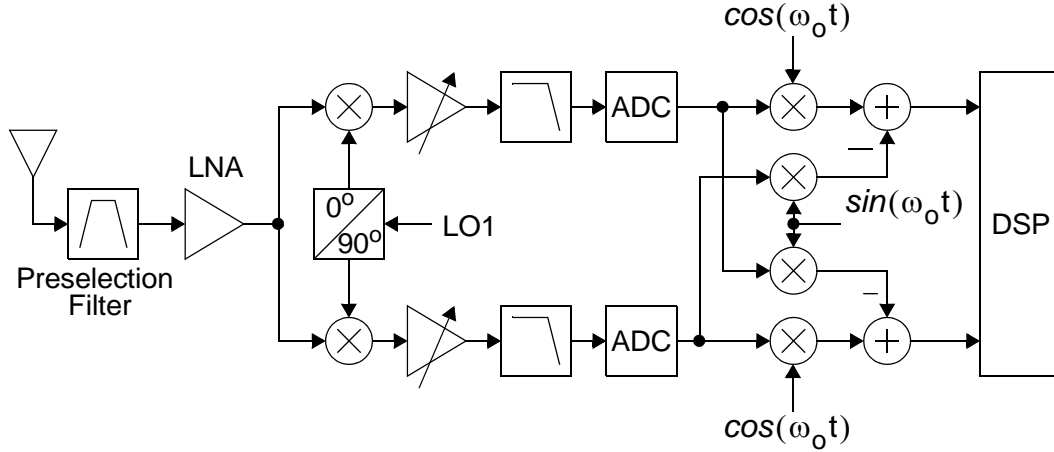 cos(ωot)
ADC
LNA
0o
90o
LO1
Preselection
Filter
sin(ωot)
DSP
ADC
cos(ωot)